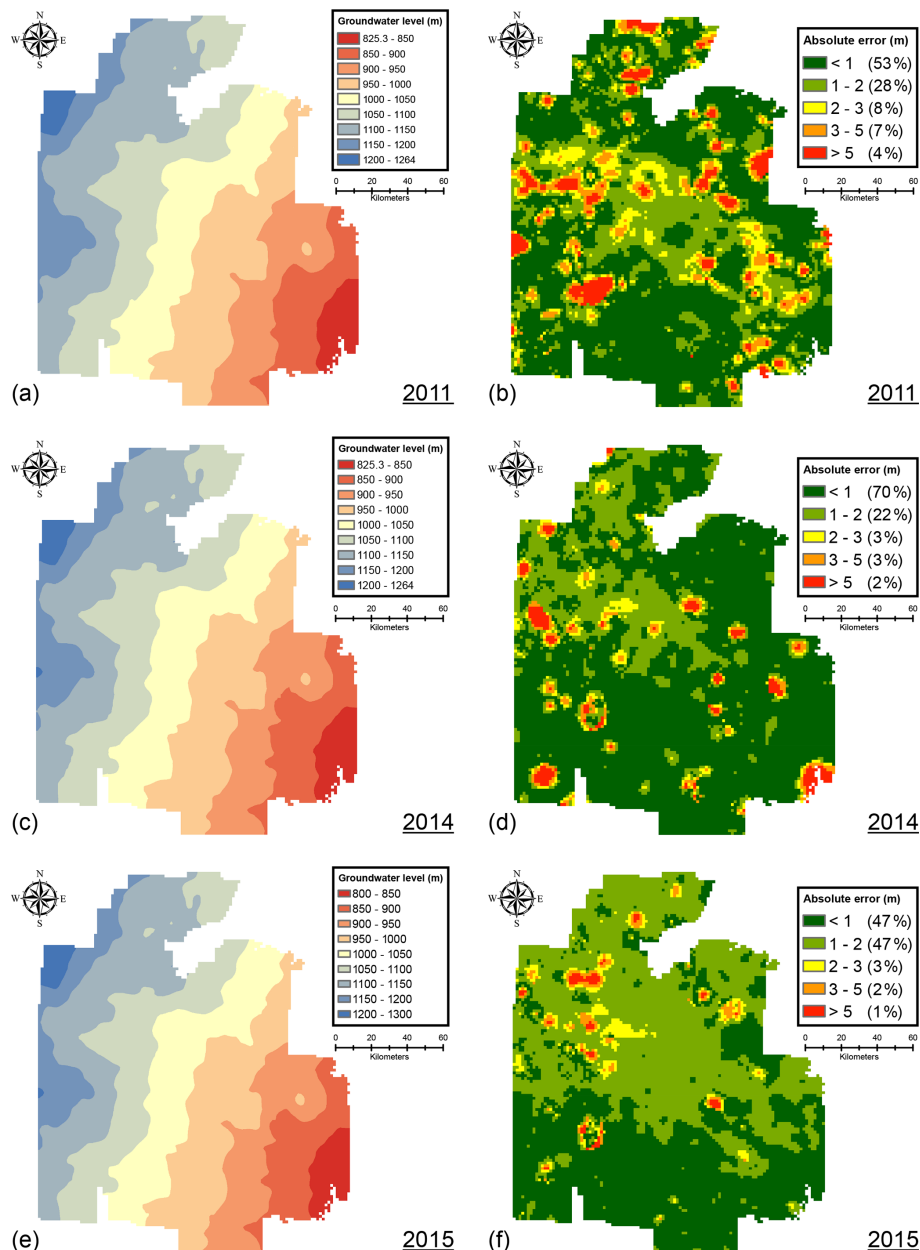 N
W E
S
Groundwater level (m)
825.3 - 850
850 - 900
900 - 950
950 - 1000
1000 - 1050
1050 - 1100
1100 - 1150
1150 - 1200
1200 - 1264
0 20 40 60
Kilometers
(a) 2011
N
W E
S
Absolute error (m)
< 1 (53%)
1 - 2 (28%)
2 - 3 (8%)
3 - 5 (7%)
> 5 (4%)
0 20 40 60
Kilometers
(b) 2011
N
W E
S
Groundwater level (m)
825.3 - 850
850 - 900
900 - 950
950 - 1000
1000 - 1050
1050 - 1100
1100 - 1150
1150 - 1200
1200 - 1264
0 20 40 60
Kilometers
(c) 2014
N
W E
S
Absolute error (m)
< 1 (70%)
1 - 2 (22%)
2 - 3 (3%)
3 - 5 (3%)
> 5 (2%)
0 20 40 60
Kilometers
(d) 2014
N
W E
S
Groundwater level (m)
800 - 850
850 - 900
900 - 950
950 - 1000
1000 - 1050
1050 - 1100
1100 - 1150
1150 - 1200
1200 - 1300
0 20 40 60
Kilometers
(e) 2015
N
W E
S
Absolute error (m)
< 1 (47%)
1 - 2 (47%)
2 - 3 (3%)
3 - 5 (2%)
> 5 (1%)
0 20 40 60
Kilometers
(f) 2015